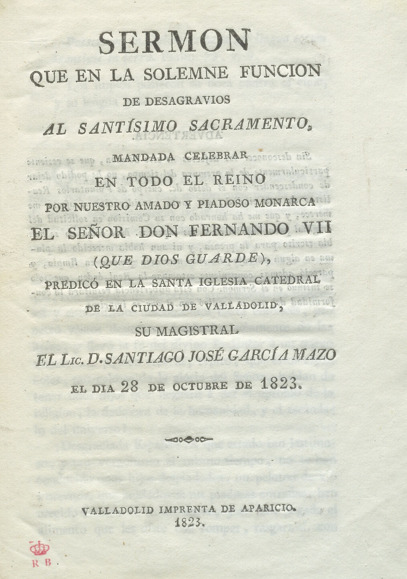 SERMON
QUE EN LA SOLEMNE FUNCION
DE DESAGRAVIOS
AL SANTÍSIMO SACRAMENTO,
MANDADA CELEBRAR
EN TODO EL REINO
POR NUESTRO AMADO Y PIADOSO MONARCA
EL SEÑOR DON FERNANDO VII
(QUE DIOS GUARDE),
PREDICÓ EN LA SANTA IGLESIA CATEDRAL
DE LA CIUDAD DE VALLADOLID,
SU MAGISTRAL
EL Lic. D. SANTIAGO JOSÉ GARCÍA MAZO
EL DIA 28 DE OCTUBRE DE 1823.
VALLADOLID IMPRENTA DE APARICIO.
1823.
R B